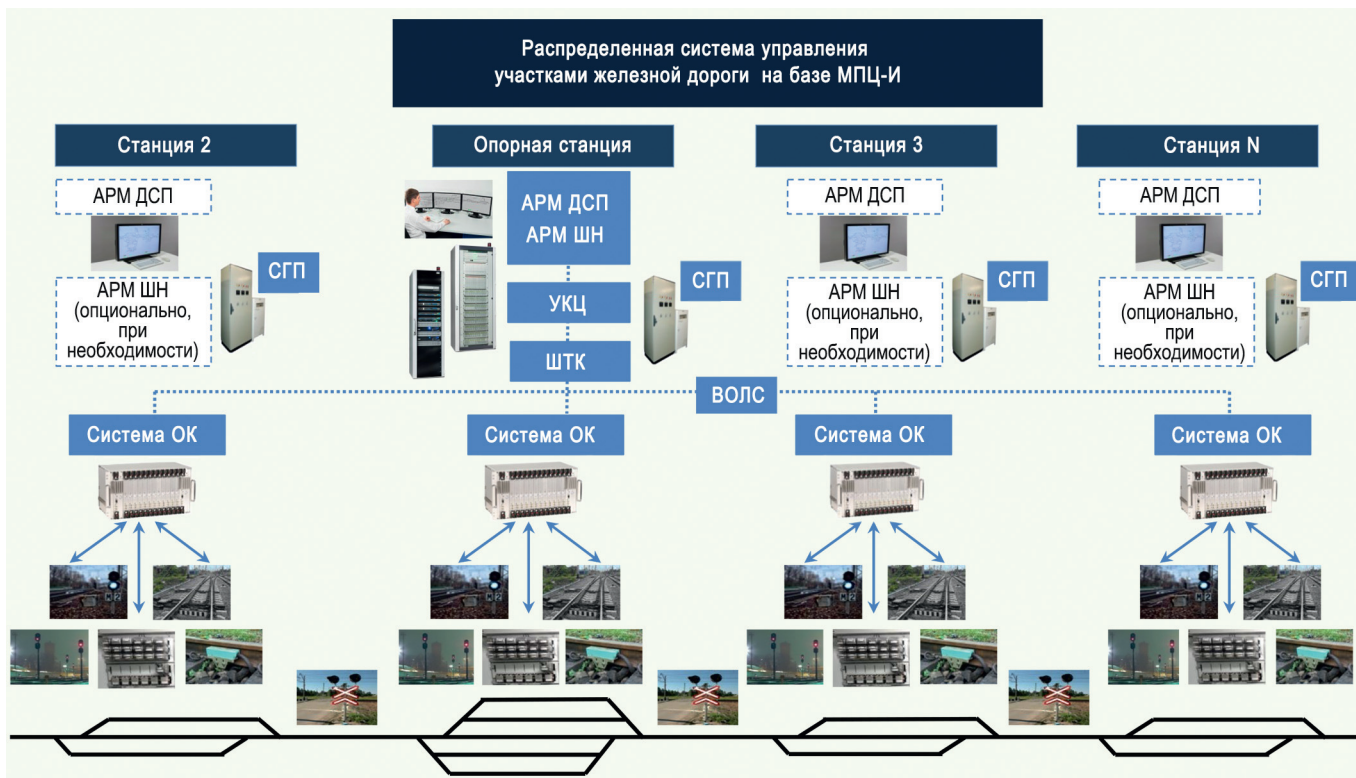 Распределенная система управления
участками железной дороги на базе МПЦ-И
Станция 2
Опорная станция
Станция 3
Станция N
АРМ ДСП
АРМ ШН
(опционально,
при
необходимости)
СГП
АРМ ДСП
АРМ ШН
УКЦ
ШТК
СГП
АРМ ДСП
АРМ ШН
(опционально,
при
необходимости)
СГП
АРМ ДСП
АРМ ШН
(опционально,
при
необходимости)
СГП
ВОЛС
Система ОК
Система ОК
Система ОК
Система ОК